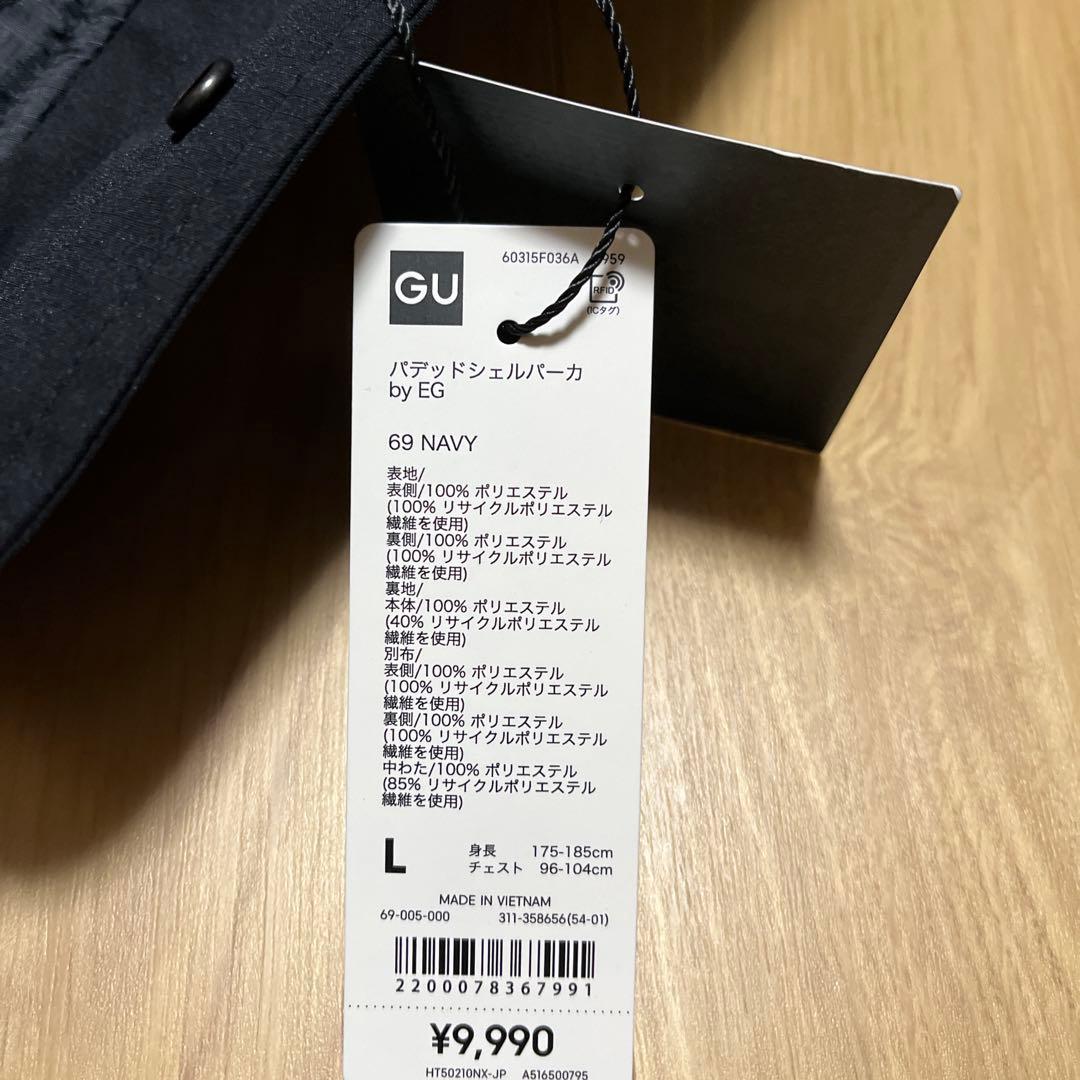 GU
60315F036A
959
RFID
(ICタグ)
パデッドシェルパーカ
by EG
69 NAVY
表地/
表側/100% ポリエステル
(100% リサイクルポリエステル
繊維を使用)
裏側/100% ポリエステル
(100% リサイクルポリエステル
繊維を使用)
裏地/
本体/100% ポリエステル
(40% リサイクルポリエステル
繊維を使用)
別布/
表側/100% ポリエステル
(100% リサイクルポリエステル
繊維を使用)
裏側/100% ポリエステル
(100% リサイクルポリエステル
繊維を使用)
中わた/100% ポリエステル
(85% リサイクルポリエステル
繊維を使用)
L 身長 175-185cm
チェスト 96-104cm
MADE IN VIETNAM
69-005-000 311-358656(54-01)
2200078367991
¥9,990
HT50210NX-JP A516500795